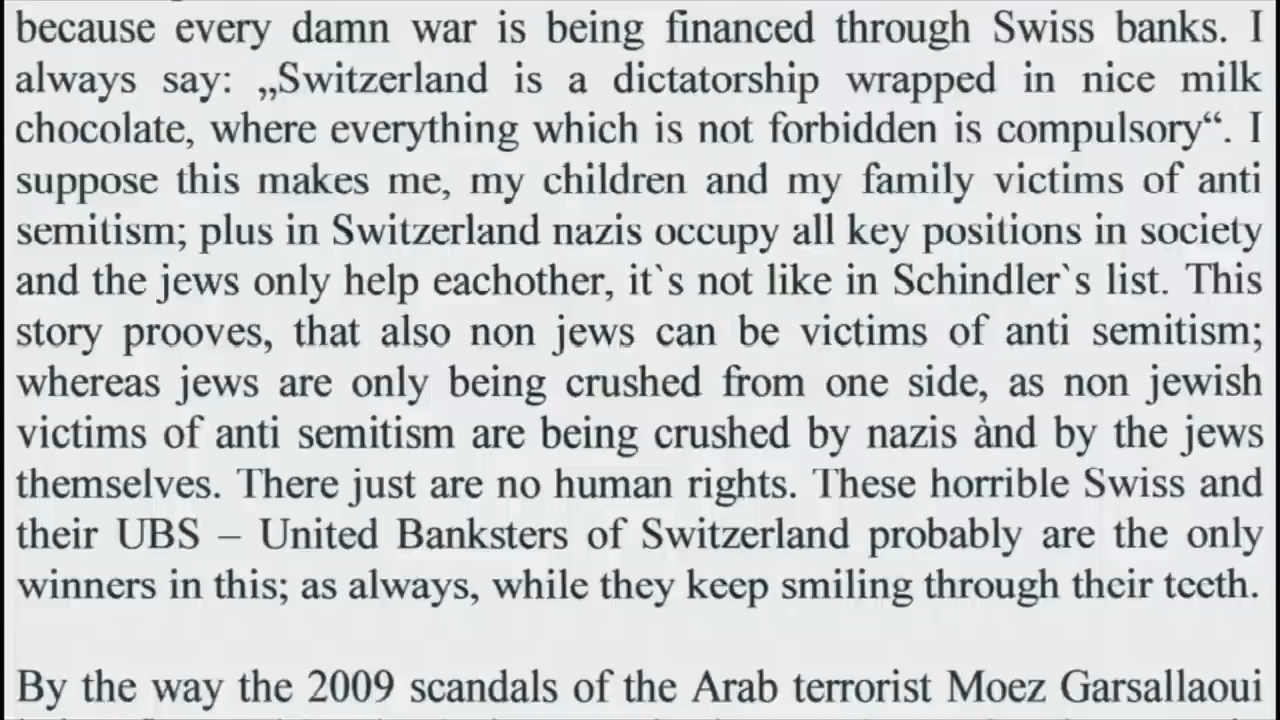 because every damn war is being financed through Swiss banks. I
always say: „Switzerland is a dictatorship wrapped in nice milk
chocolate, where everything which is not forbidden is compulsory“. I
suppose this makes me, my children and my family victims of anti
semitism; plus in Switzerland nazis occupy all key positions in society
and the jews only help eachother, it`s not like in Schindler`s list. This
story prooves, that also non jews can be victims of anti semitism;
whereas jews are only being crushed from one side, as non jewish
victims of anti semitism are being crushed by nazis ànd by the jews
themselves. There just are no human rights. These horrible Swiss and
their UBS – United Banksters of Switzerland probably are the only
winners in this; as always, while they keep smiling through their teeth.
By the way the 2009 scandals of the Arab terrorist Moez Garsallaoui